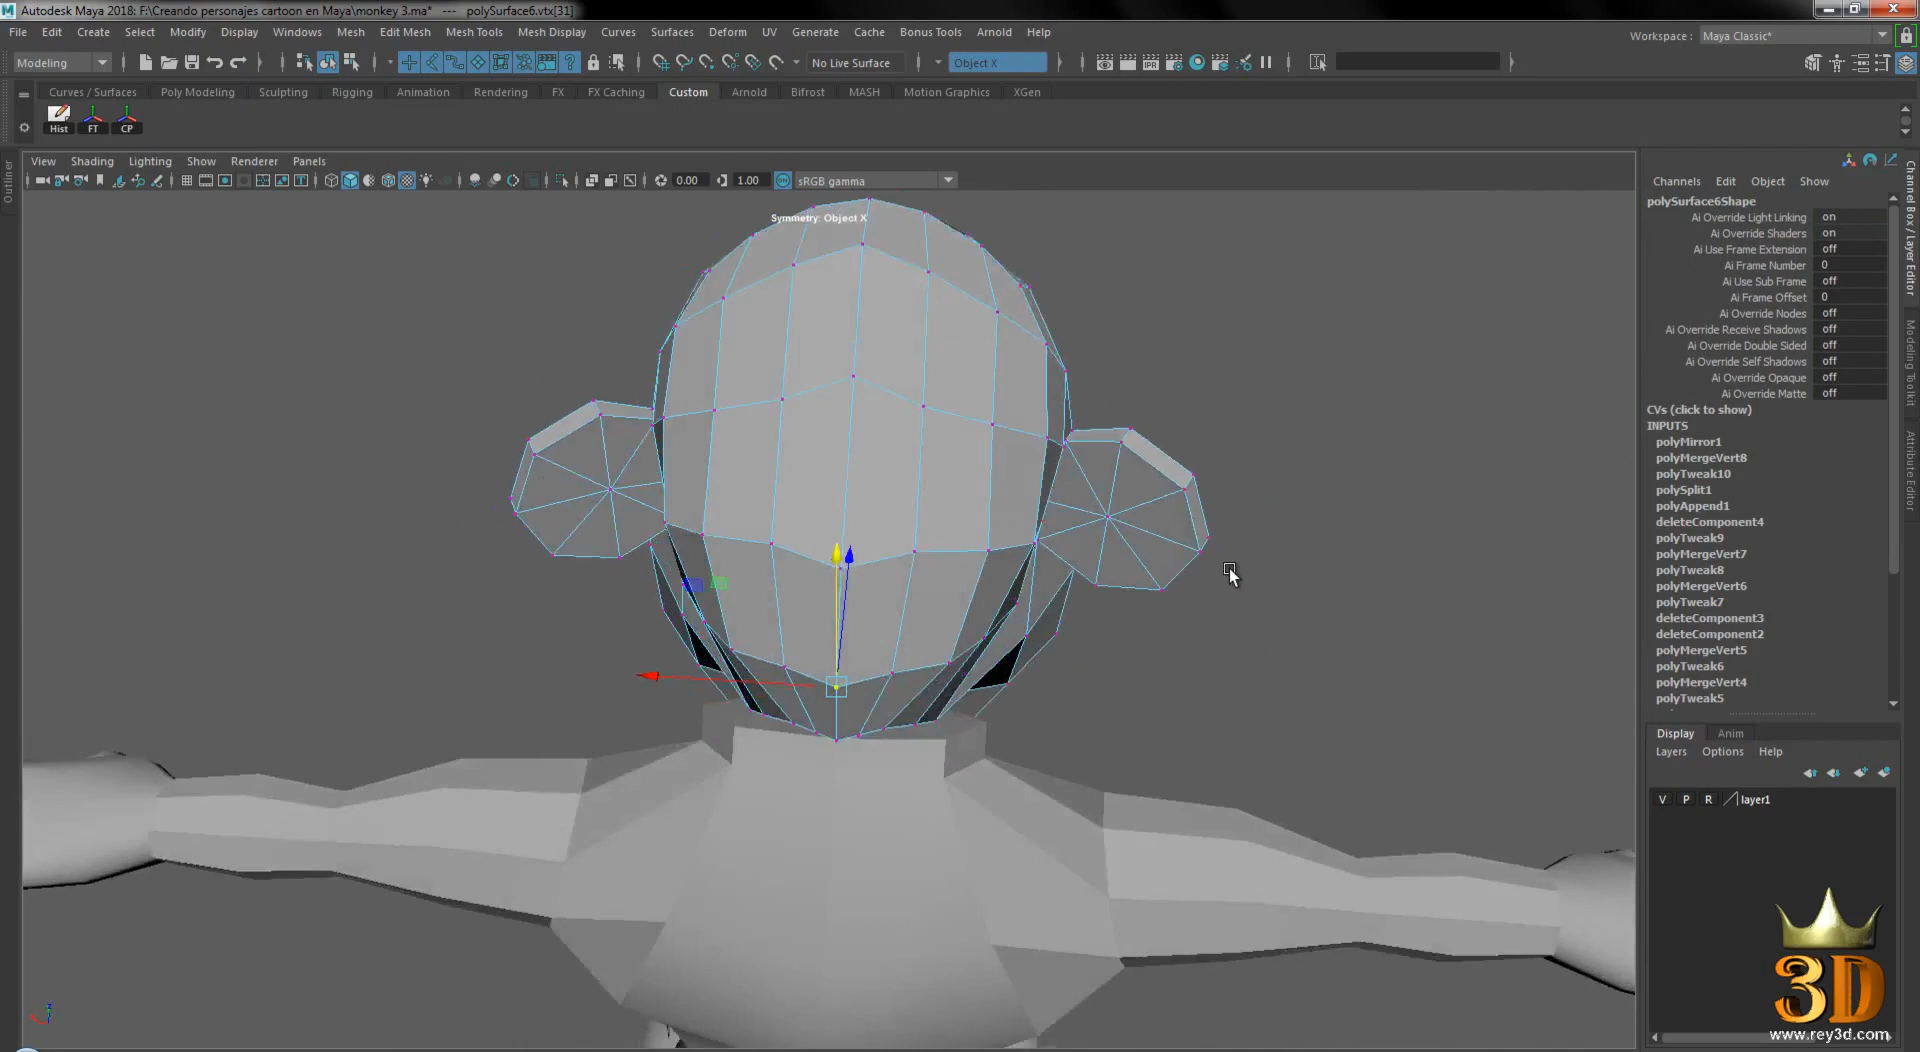 Autodesk Maya 2018: F:\Creando personajes cartoon en Maya\monkey 3.ma* --- polySurface6.vtx[31]
File Edit Create Select Modify Display Windows Mesh Edit Mesh Mesh Tools Mesh Display Curves Surfaces Deform UV Generate Cache Bonus Tools Arnold Help
Workspace : Maya Classic*
Modeling No Live Surface Object X
Curves / Surfaces Poly Modeling Sculpting Rigging Animation Rendering FX FX Caching Custom Arnold Bifrost MASH Motion Graphics XGen
Hist FT CP
View Shading Lighting Show Renderer Panels
0.00 1.00 sRGB gamma
Symmetry: Object X
Outliner
Channels Edit Object Show
polySurface6Shape
Ai Override Light Linking on
Ai Override Shaders on
Ai Use Frame Extension off
Ai Frame Number 0
Ai Use Sub Frame off
Ai Frame Offset 0
Ai Override Nodes off
Ai Override Receive Shadows off
Ai Override Double Sided off
Ai Override Self Shadows off
Ai Override Opaque off
Ai Override Matte off
CVs (click to show)
INPUTS
polyMirror1
polyMergeVert8
polyTweak10
polySplit1
polyAppend1
deleteComponent4
polyTweak9
polyMergeVert7
polyTweak8
polyMergeVert6
polyTweak7
deleteComponent3
deleteComponent2
polyMergeVert5
polyTweak6
polyMergeVert4
polyTweak5
Display Anim
Layers Options Help
V P R layer1
Channel Box / Layer Editor
Modeling Toolkit
Attribute Editor
3D
www.rey3d.com